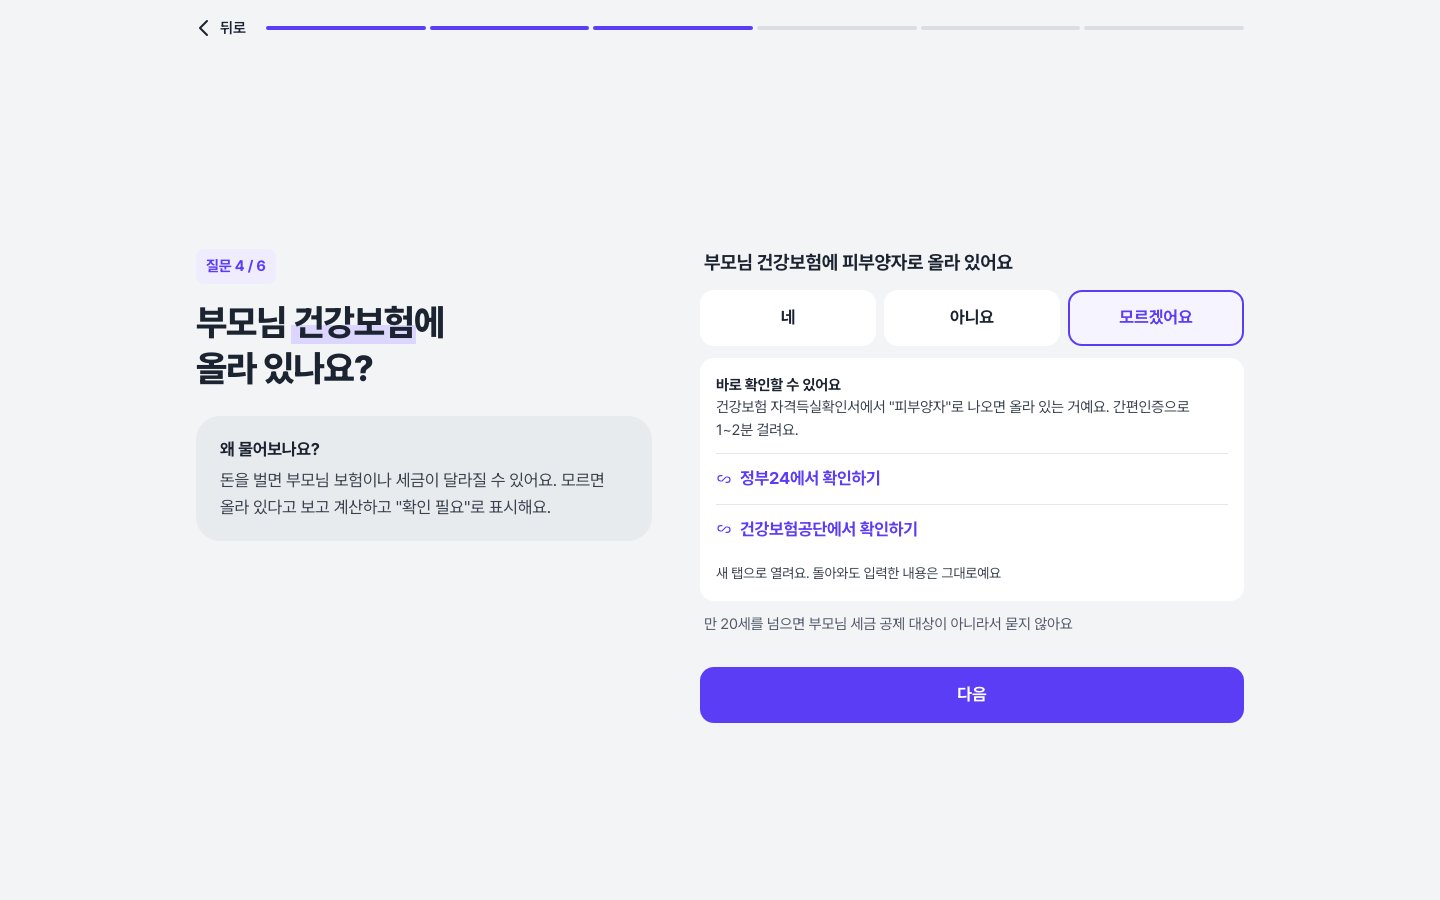 뒤로
질문 4 / 6
부모님 건강보험에
올라 있나요?
왜 물어보나요?
돈을 벌면 부모님 보험이나 세금이 달라질 수 있어요. 모르면
올라 있다고 보고 계산하고 "확인 필요"로 표시해요.
부모님 건강보험에 피부양자로 올라 있어요
네
아니요
모르겠어요
바로 확인할 수 있어요
건강보험 자격득실확인서에서 "피부양자"로 나오면 올라 있는 거예요. 간편인증으로
1~2분 걸려요.
정부24에서 확인하기
건강보험공단에서 확인하기
새 탭으로 열려요. 돌아와도 입력한 내용은 그대로예요
만 20세를 넘으면 부모님 세금 공제 대상이 아니라서 묻지 않아요
다음